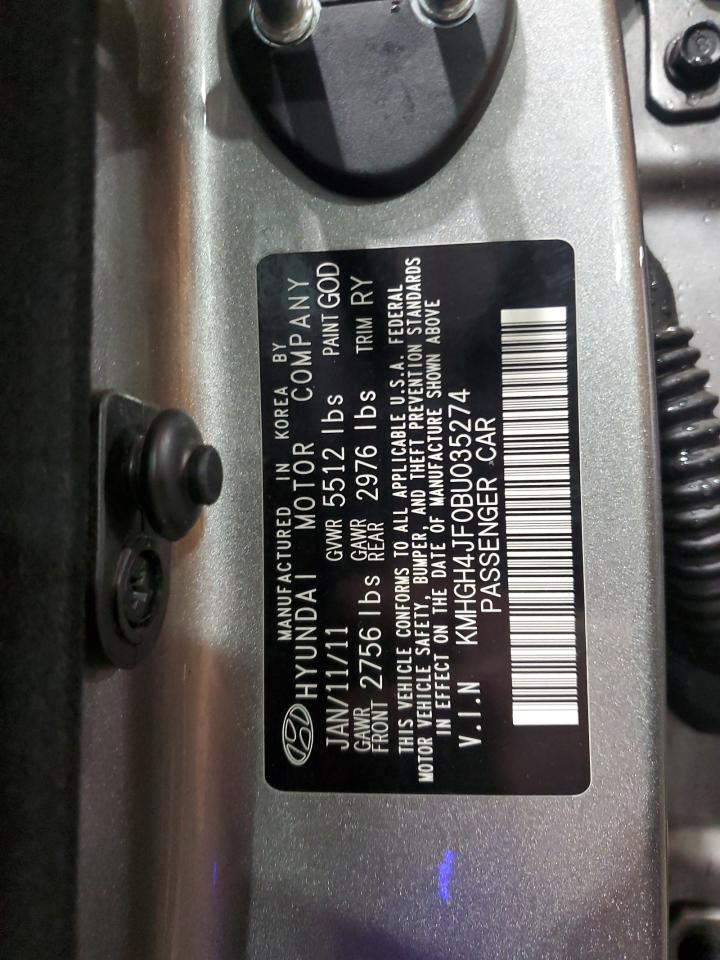 MANUFACTURED IN KOREA BY
HYUNDAI MOTOR COMPANY
JAN/11/11 GVWR 5512 lbs PAINT GOD
GAWR FRONT 2756 lbs GAWR REAR 2976 lbs TRIM RY
THIS VEHICLE CONFORMS TO ALL APPLICABLE U.S.A. FEDERAL
MOTOR VEHICLE SAFETY, BUMPER, AND THEFT PREVENTION STANDARDS
IN EFFECT ON THE DATE OF MANUFACTURE SHOWN ABOVE
V.I.N KMHGH4JF0BU035274
PASSENGER CAR